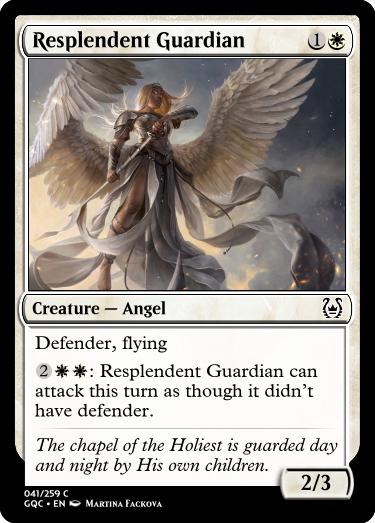 Resplendent Guardian 1
Creature — Angel
Defender, flying
2: Resplendent Guardian can
attack this turn as though it didn't
have defender.
The chapel of the Holiest is guarded day
and night by His own children.
2/3
041/259 C
GQC • EN Martina Fackova